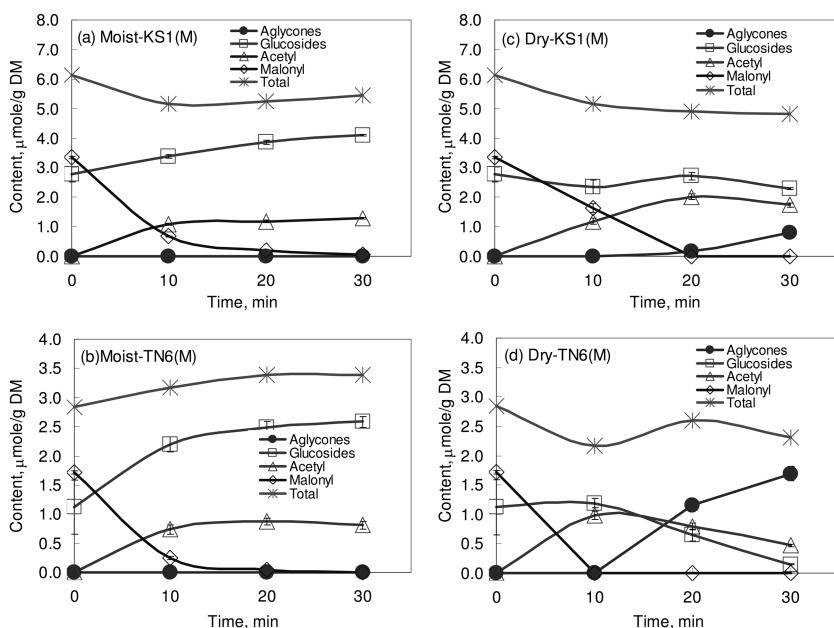 (a) Moist-KS1(M)
Aglycones
Glucosides
Acetyl
Malonyl
Total
8.0
7.0
6.0
5.0
4.0
3.0
2.0
1.0
0.0
Content, μmole/g DM
0 10 20 30
Time, min
(c) Dry-KS1(M)
Aglycones
Glucosides
Acetyl
Malonyl
Total
8.0
7.0
6.0
5.0
4.0
3.0
2.0
1.0
0.0
Content, μmole/g DM
0 10 20 30
Time, min
(b)Moist-TN6(M)
Aglycones
Glucosides
Acetyl
Malonyl
Total
4.0
3.5
3.0
2.5
2.0
1.5
1.0
0.5
0.0
Content, μmole/g DM
0 10 20 30
Time, min
(d) Dry-TN6(M)
Aglycones
Glucosides
Acetyl
Malonyl
Total
4.0
3.5
3.0
2.5
2.0
1.5
1.0
0.5
0.0
Content, μmole/g DM
0 10 20 30
Time, min